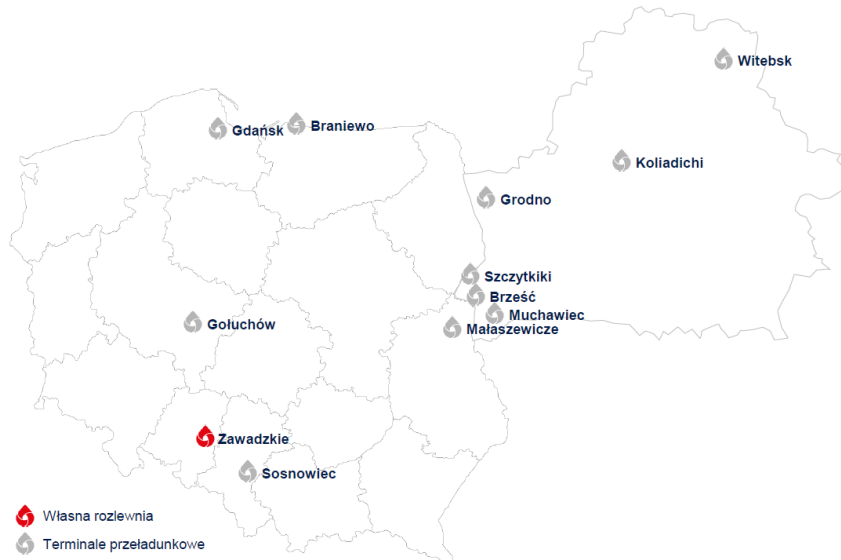 Witebsk
Gdańsk
Braniewo
Koliadichi
Grodno
Szczytkiki
Brześć
Muchawiec
Gołuchów
Małaszewicze
Zawadzkie
Sosnowiec
Własna rozlewnia
Terminale przeładunkowe